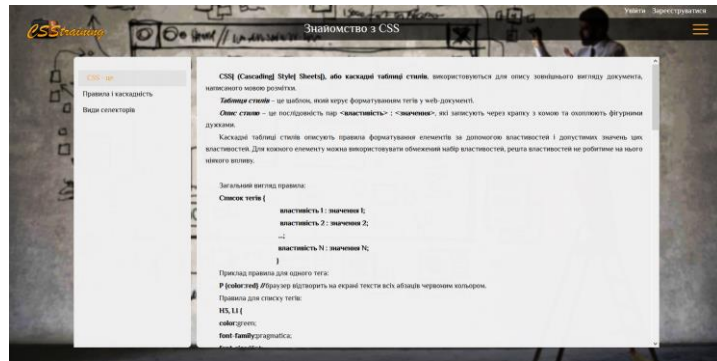 Увійти Зареєструватися
CSStraining
Знайомство з CSS
CSS - це
Правила і каскадність
Види селекторів
CSS| (Cascading| Style| Sheets|), або каскадні таблиці стилів, використовуються для опису зовнішнього вигляду документа,
написаного мовою розмітки.
Таблиця стилів – це шаблон, який керує форматуванням тегів у web-документі.
Опис стилю – це послідовність пар <властивість> : <значення>, які записують через крапку з комою та охоплюють фігурними
дужками.
Каскадні таблиці стилів описують правила форматування елементів за допомогою властивостей і допустимих значень цих
властивостей. Для кожного елементу можна використовувати обмежений набір властивостей, решта властивостей не робитиме на нього
ніякого впливу.
Загальний вигляд правила:
Список тегів {
властивість 1 : значення 1;
властивість 2 : значення 2;
...;
властивість N : значення N;
}
Приклад правила для одного тега:
P {color:red} //браузер відтворить на екрані тексти всіх абзаців червоним кольором.
Правила для списку тегів:
H3, LI {
color:green;
font-family:pragmatica;